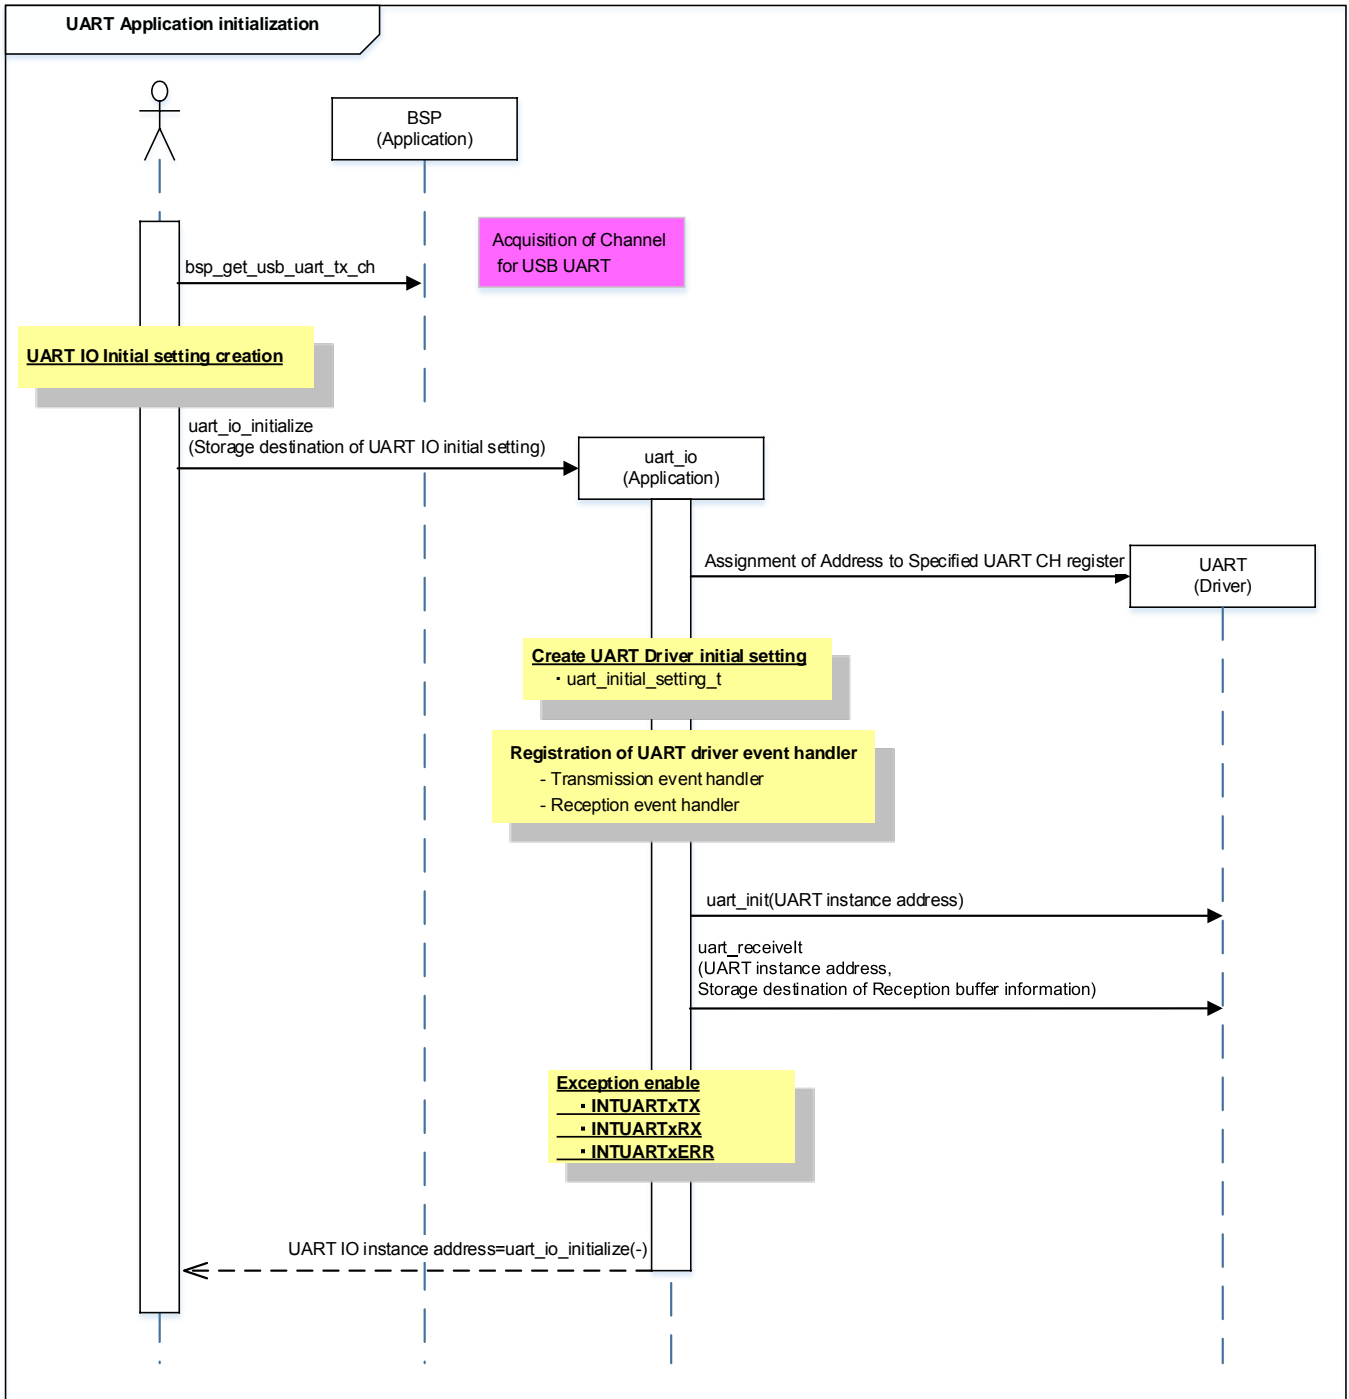 UART Application initialization
BSP
(Application)
Acquisition of Channel
for USB UART
bsp_get_usb_uart_tx_ch
UART IO Initial setting creation
uart_io_initialize
(Storage destination of UART IO initial setting)
uart_io
(Application)
Assignment of Address to Specified UART CH register
UART
(Driver)
Create UART Driver initial setting
・uart_initial_setting_t
Registration of UART driver event handler
- Transmission event handler
- Reception event handler
uart_init(UART instance address)
uart_receiveIt
(UART instance address,
Storage destination of Reception buffer information)
Exception enable
・INTUARTxTX
・INTUARTxRX
・INTUARTxERR
UART IO instance address=uart_io_initialize(-)